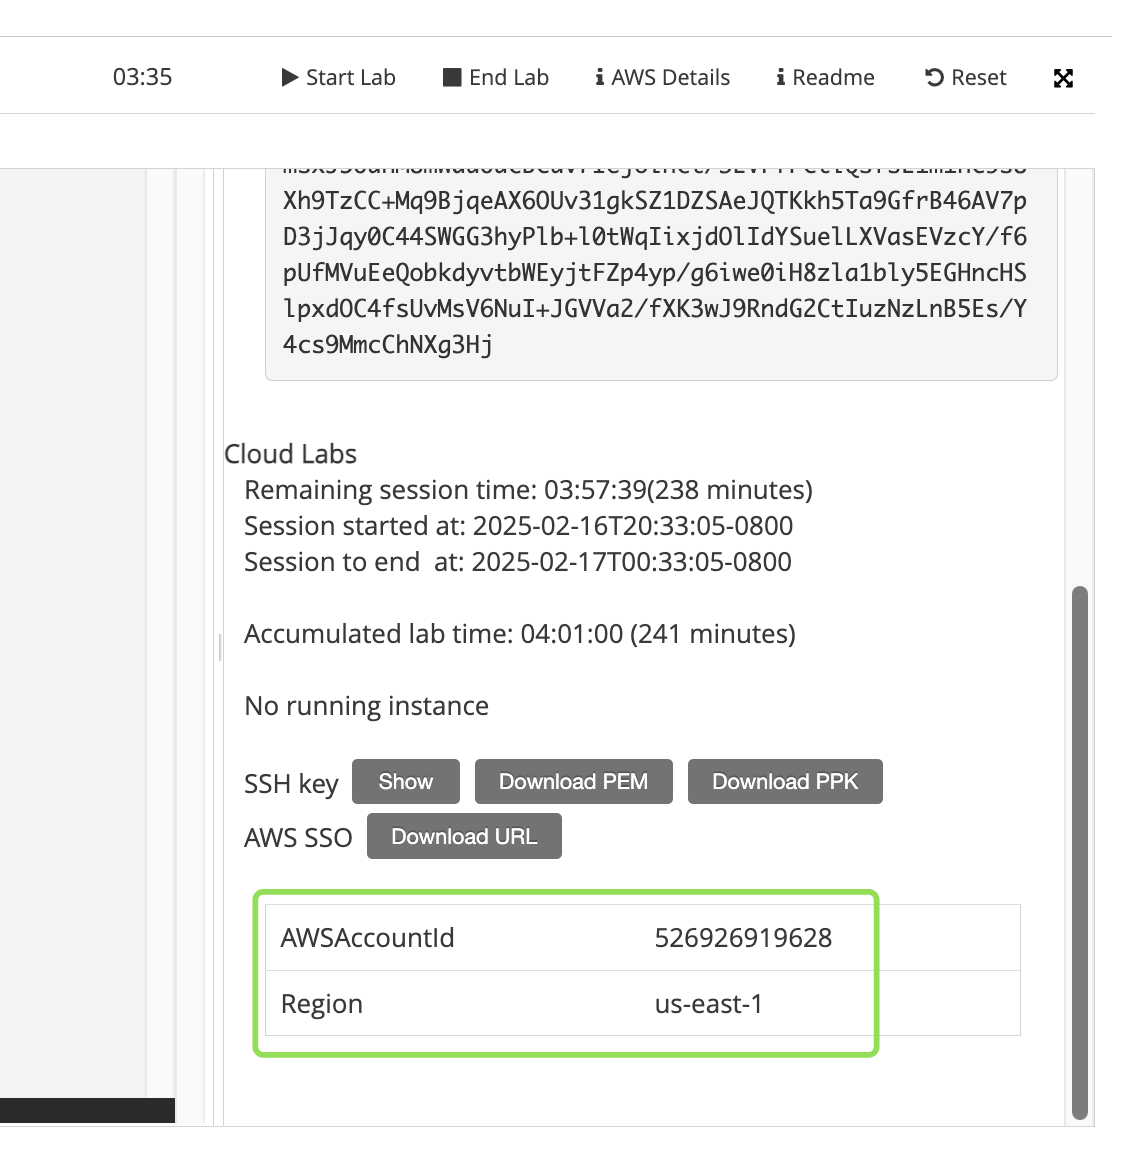 03:35
Start Lab
End Lab
AWS Details
Readme
Reset
Xh9TzCC+Mq9BjqeAX6OUv31gkSZ1DZSAeJQTKkh5Ta9GfrB46AV7p
D3jJqy0C44SWGG3hyPlb+l0tWqIixjdOlIdYSuelLXVasEVzcY/f6
pUfMVuEeQobkdyvtbWEyjtFZp4yp/g6iwe0iH8zla1bly5EGHncHS
lpxdOC4fsUvMsV6NuI+JGVVa2/fXK3wJ9RndG2CtIuzNzLnB5Es/Y
4cs9MmcChNXg3Hj
Cloud Labs
Remaining session time: 03:57:39(238 minutes)
Session started at: 2025-02-16T20:33:05-0800
Session to end  at: 2025-02-17T00:33:05-0800
Accumulated lab time: 04:01:00 (241 minutes)
No running instance
SSH key Show Download PEM Download PPK
AWS SSO Download URL
AWSAccountId 526926919628
Region us-east-1